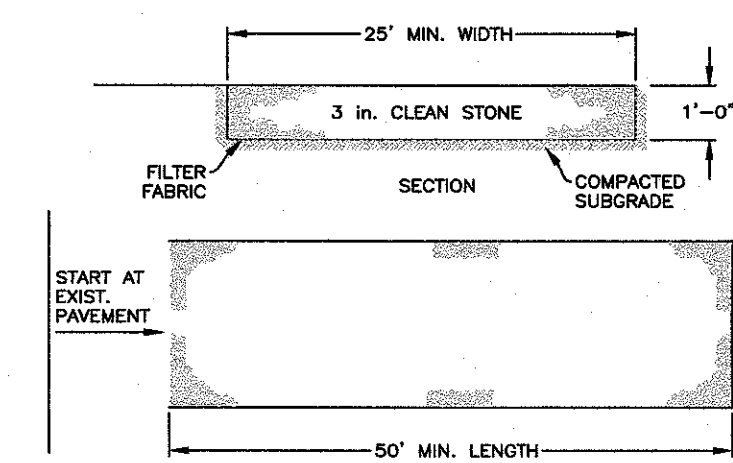 25' MIN. WIDTH
3 in. CLEAN STONE
1'-0"
FILTER
FABRIC
SECTION
COMPACTED
SUBGRADE
START AT
EXIST.
PAVEMENT
50' MIN. LENGTH